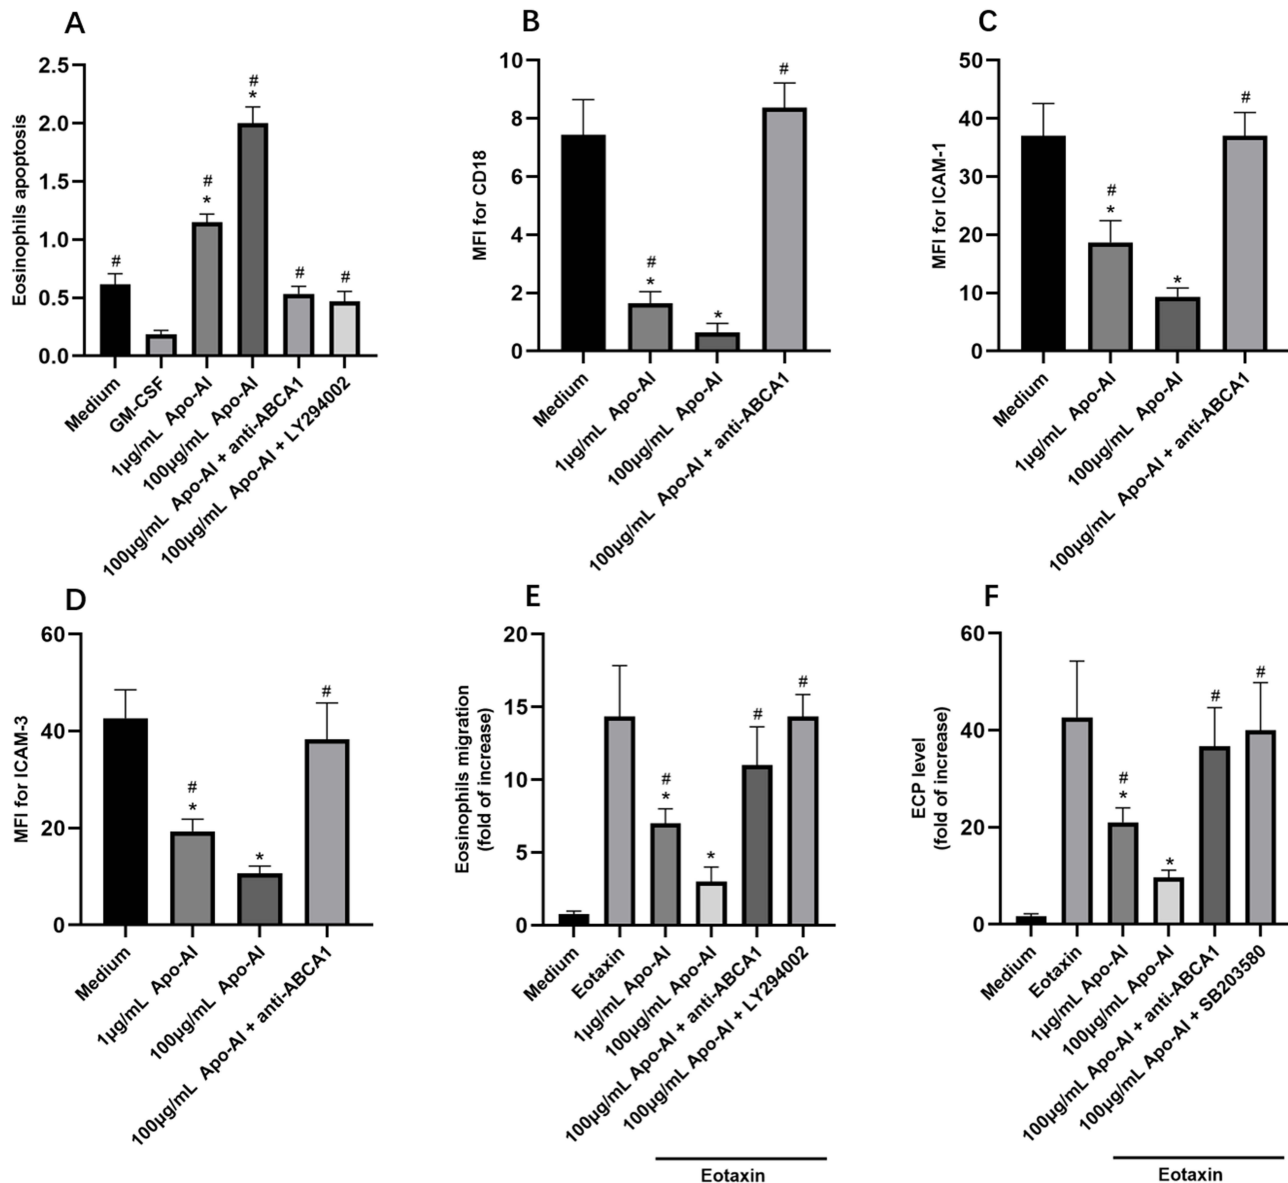 A
Eosinophils apoptosis
2.5
2.0
1.5
1.0
0.5
0.0
#
#
*
#
*
#
#
Medium
GM-CSF
1µg/mL Apo-AI
100µg/mL Apo-AI
100µg/mL Apo-AI + anti-ABCA1
100µg/mL Apo-AI + LY294002
B
MFI for CD18
10
8
6
4
2
0
#
*
*
#
Medium
1µg/mL Apo-AI
100µg/mL Apo-AI
100µg/mL Apo-AI + anti-ABCA1
C
MFI for ICAM-1
50
40
30
20
10
0
#
*
*
#
Medium
1µg/mL Apo-AI
100µg/mL Apo-AI
100µg/mL Apo-AI + anti-ABCA1
D
MFI for ICAM-3
60
40
20
0
#
*
*
#
Medium
1µg/mL Apo-AI
100µg/mL Apo-AI
100µg/mL Apo-AI + anti-ABCA1
E
Eosinophils migration
(fold of increase)
20
15
10
5
0
#
*
*
#
#
Medium
Eotaxin
1µg/mL Apo-AI
100µg/mL Apo-AI
100µg/mL Apo-AI + anti-ABCA1
100µg/mL Apo-AI + LY294002
Eotaxin
F
ECP level
(fold of increase)
60
40
20
0
#
*
*
#
#
Medium
Eotaxin
1µg/mL Apo-AI
100µg/mL Apo-AI
100µg/mL Apo-AI + anti-ABCA1
100µg/mL Apo-AI + SB203580
Eotaxin